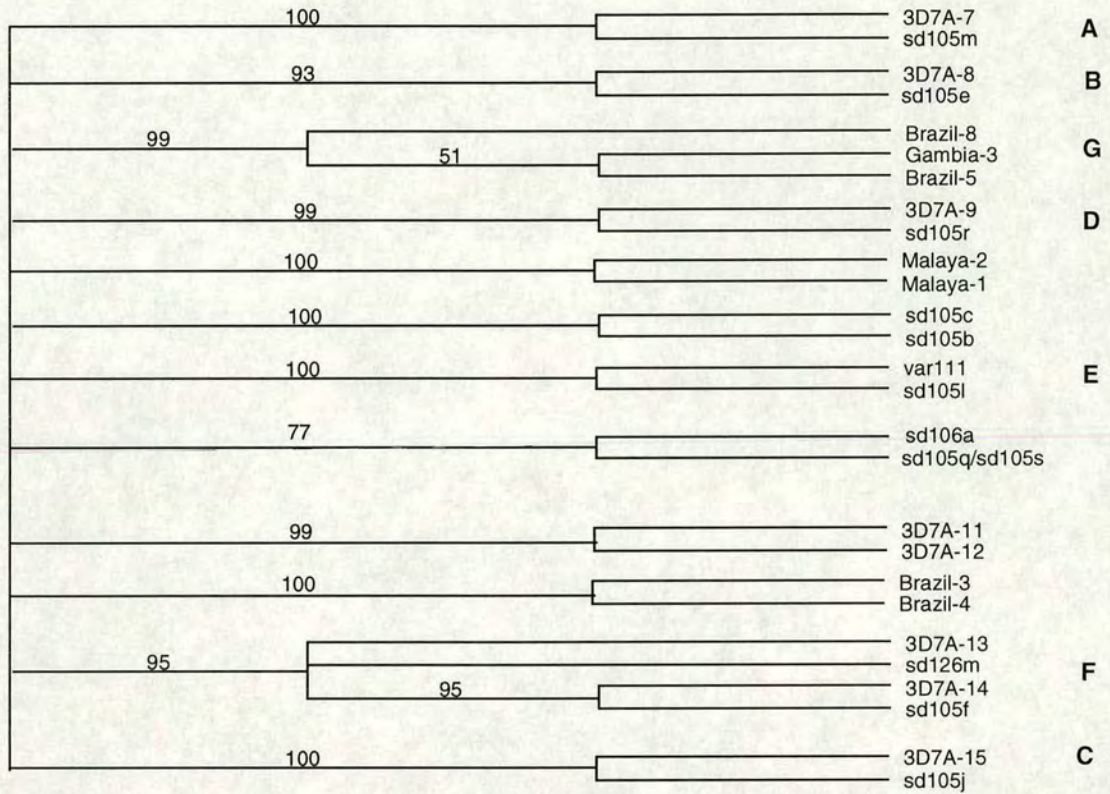 100
3D7A-7
sd105m
A
93
3D7A-8
sd105e
B
99
Brazil-8
51
Gambia-3
Brazil-5
G
99
3D7A-9
sd105r
D
100
Malaya-2
Malaya-1
100
sd105c
sd105b
100
var111
sd105l
E
77
sd106a
sd105q/sd105s
99
3D7A-11
3D7A-12
100
Brazil-3
Brazil-4
95
3D7A-13
sd126m
95
3D7A-14
sd105f
F
100
3D7A-15
sd105j
C